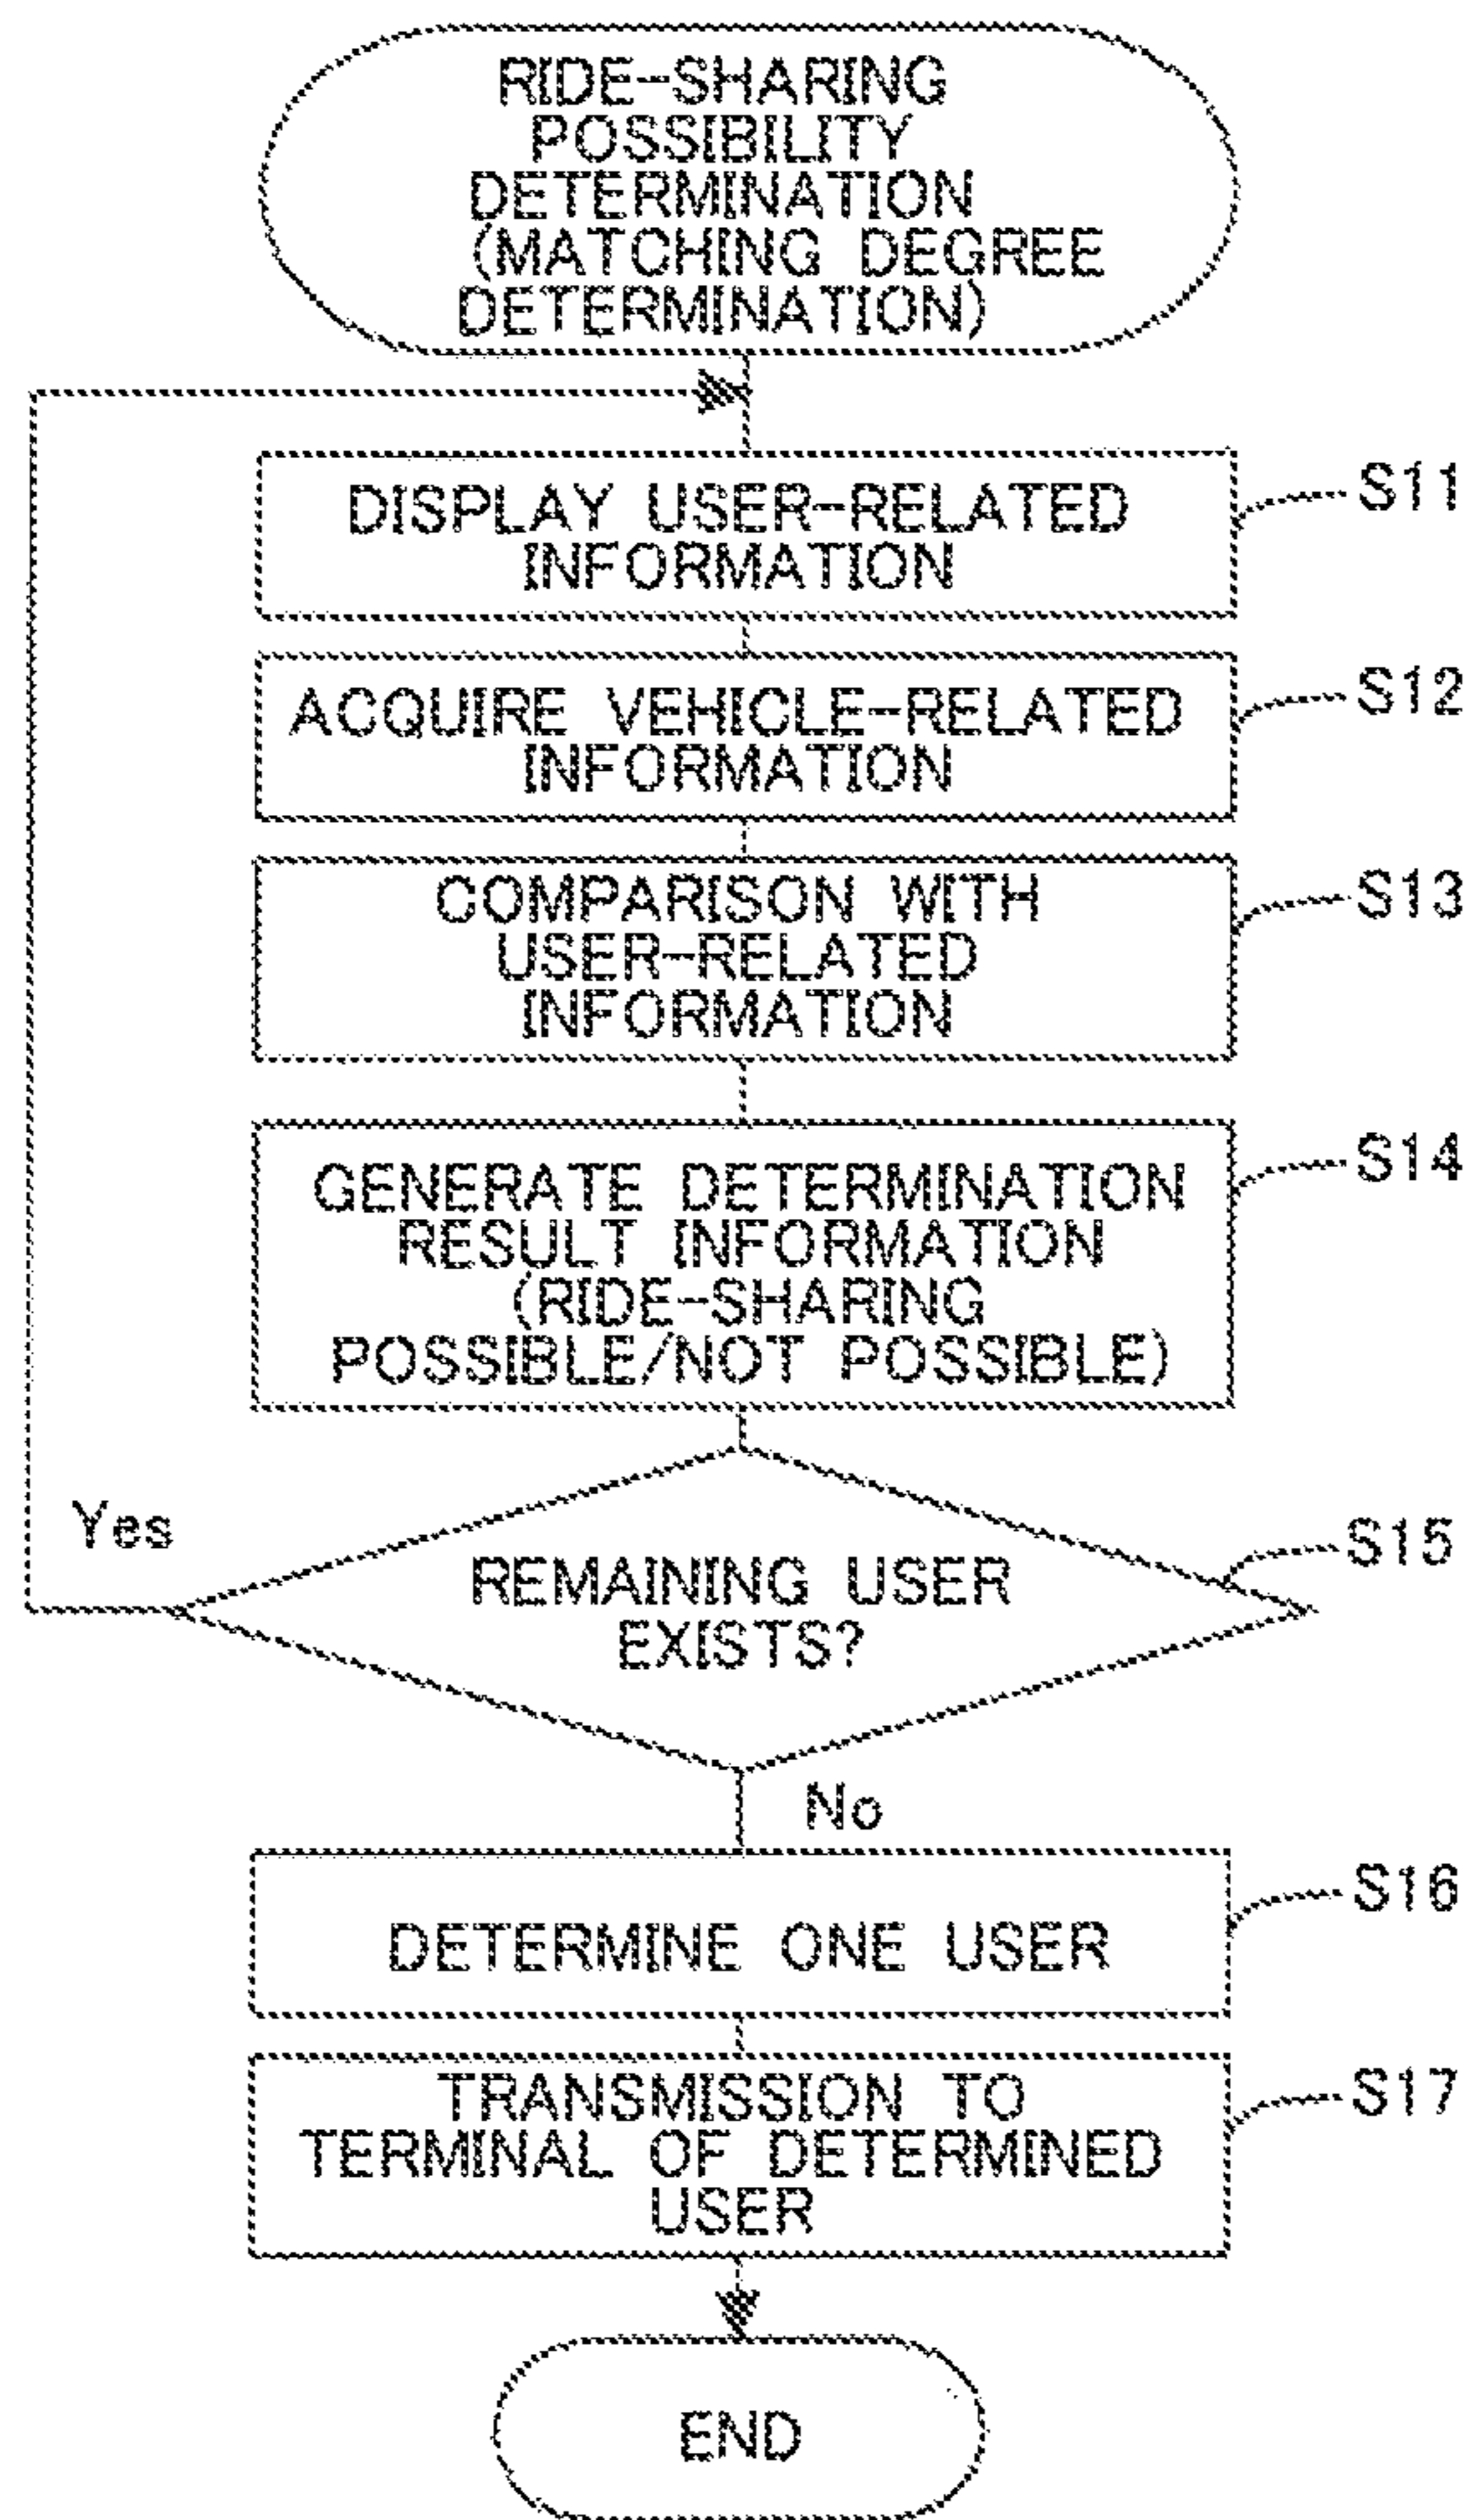 RIDE-SHARING
POSSIBILITY
DETERMINATION
(MATCHING DEGREE
DETERMINATION)
DISPLAY USER-RELATED
INFORMATION
S11
ACQUIRE VEHICLE-RELATED
INFORMATION
S12
COMPARISON WITH
USER-RELATED
INFORMATION
S13
GENERATE DETERMINATION
RESULT INFORMATION
(RIDE-SHARING
POSSIBLE/NOT POSSIBLE)
S14
Yes
REMAINING USER
EXISTS?
S15
No
DETERMINE ONE USER
S16
TRANSMISSION TO
TERMINAL OF DETERMINED
USER
S17
END